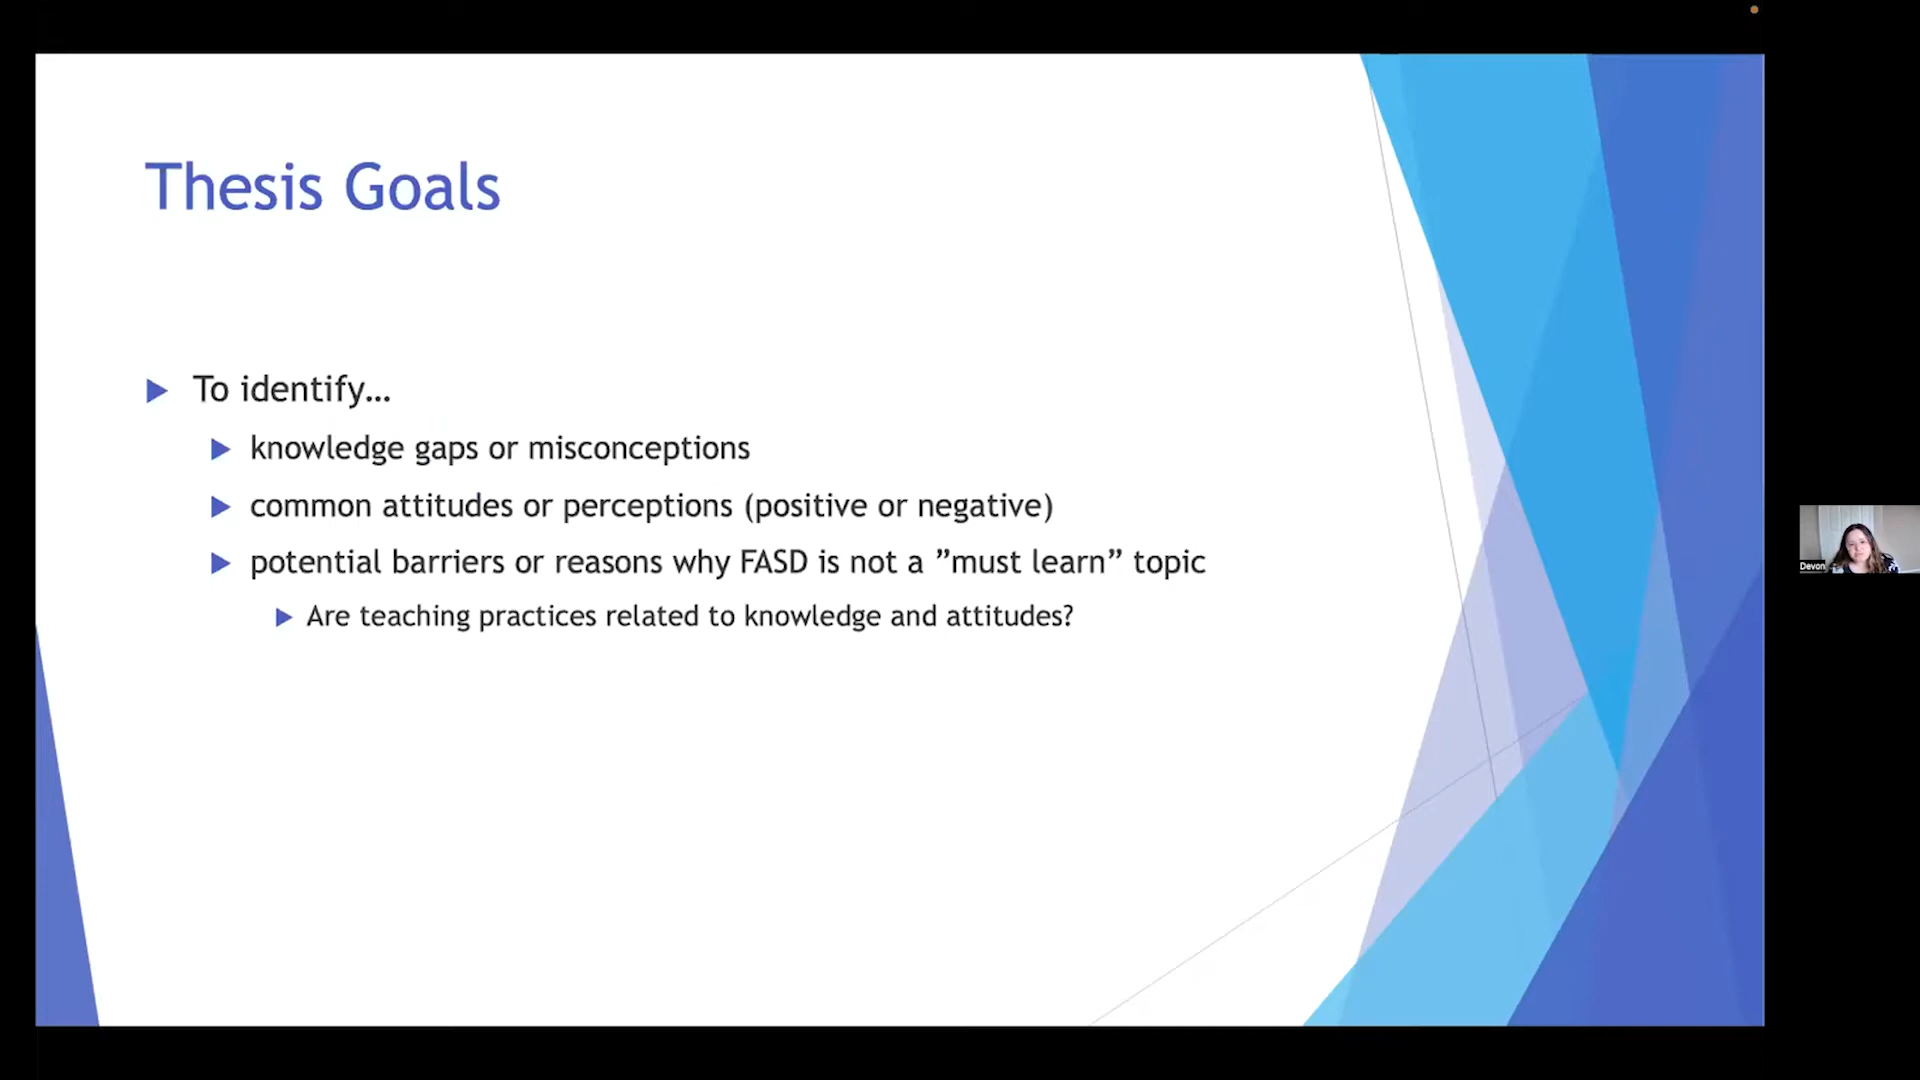 Thesis Goals
To identify…
knowledge gaps or misconceptions
common attitudes or perceptions (positive or negative)
potential barriers or reasons why FASD is not a ”must learn” topic
Are teaching practices related to knowledge and attitudes?
Devon